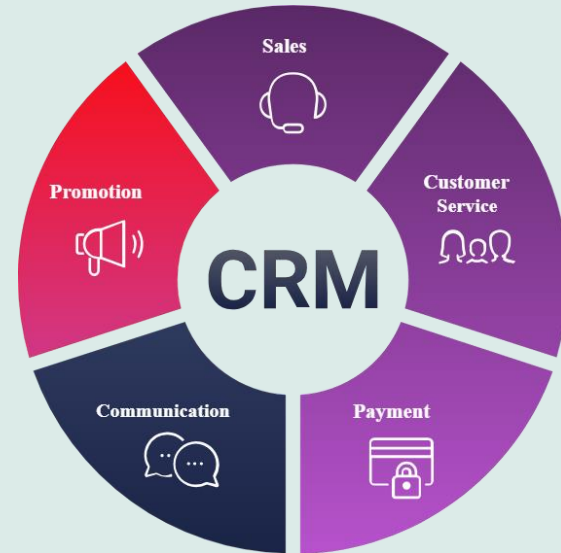 Sales
Promotion
Customer
Service
CRM
Communication
Payment